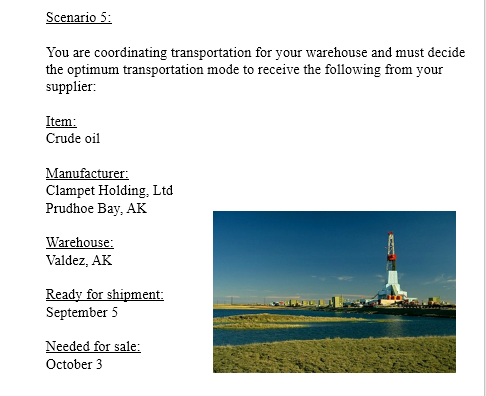 Scenario 5:
You are coordinating transportation for your warehouse and must decide
the optimum transportation mode to receive the following from your
supplier:
Item:
Crude oil
Manufacturer:
Clampet Holding, Ltd
Prudhoe Bay, AK
Warehouse:
Valdez, AK
Ready for shipment:
September 5
Needed for sale:
October 3